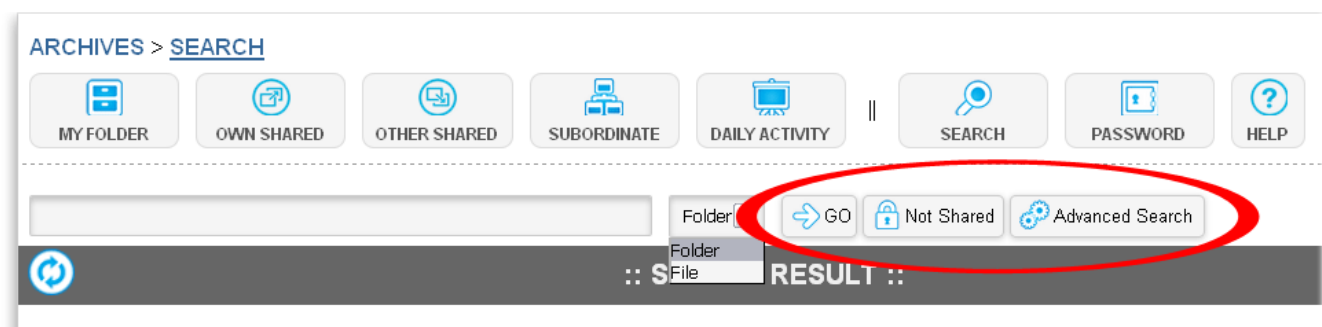 ARCHIVES > SEARCH
MY FOLDER OWN SHARED OTHER SHARED SUBORDINATE DAILY ACTIVITY || SEARCH PASSWORD HELP
Folder GO Not Shared Advanced Search
Folder
File
:: S RESULT ::